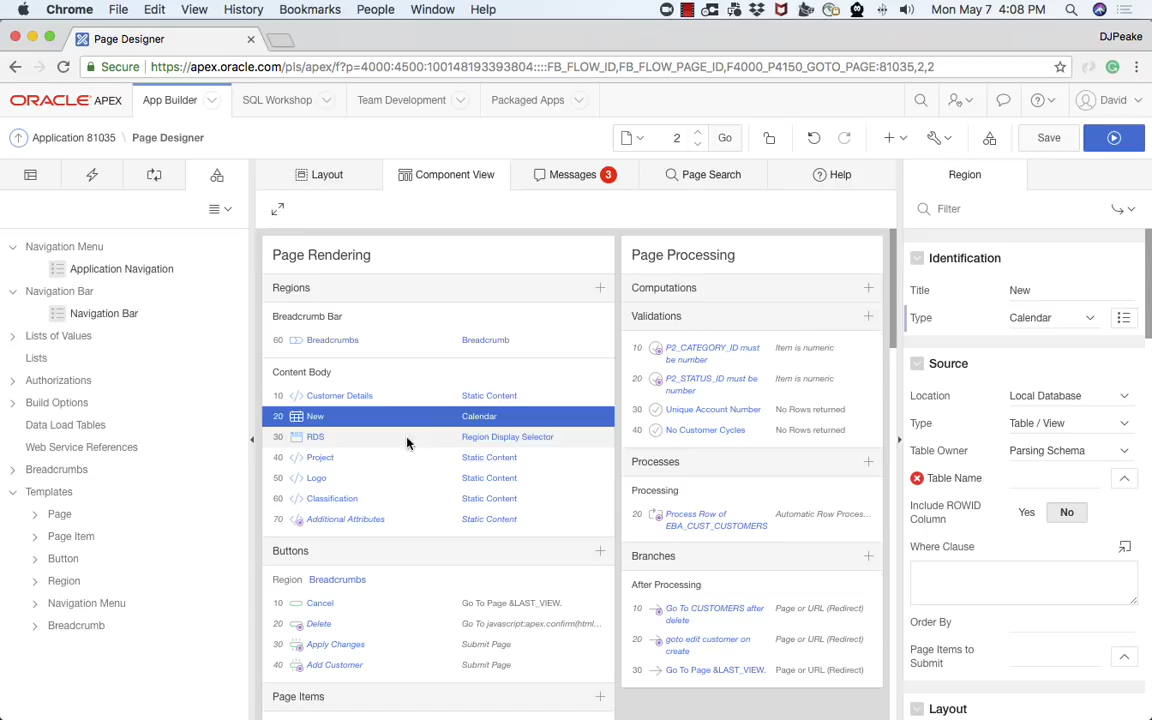 Chrome File Edit View History Bookmarks People Window Help Mon May 7 4:08 PM
Page Designer DJPeake
Secure https://apex.oracle.com/pls/apex/f?p=4000:4500:100148193393804::::FB_FLOW_ID,FB_FLOW_PAGE_ID,F4000_P4150_GOTO_PAGE:81035,2,2
ORACLE APEX App Builder SQL Workshop Team Development Packaged Apps David
Application 81035 \ Page Designer 2 Go Save
Layout Component View Messages 3 Page Search Help Region
Filter
Navigation Menu
Application Navigation
Navigation Bar
Navigation Bar
Lists of Values
Lists
Authorizations
Build Options
Data Load Tables
Web Service References
Breadcrumbs
Templates
Page
Page Item
Button
Region
Navigation Menu
Breadcrumb
Page Rendering
Regions
Breadcrumb Bar
60 Breadcrumbs Breadcrumb
Content Body
10 Customer Details Static Content
20 New Calendar
30 RDS Region Display Selector
40 Project Static Content
50 Logo Static Content
60 Classification Static Content
70 Additional Attributes Static Content
Buttons
Region Breadcrumbs
10 Cancel Go To Page &LAST_VIEW.
20 Delete Go To javascript:apex.confirm(html...
30 Apply Changes Submit Page
40 Add Customer Submit Page
Page Items
Page Processing
Computations
Validations
10 P2_CATEGORY_ID must Item is numeric
be number
20 P2_STATUS_ID must be Item is numeric
number
30 Unique Account Number No Rows returned
40 No Customer Cycles No Rows returned
Processes
Processing
20 Process Row of Automatic Row Proces...
EBA_CUST_CUSTOMERS
Branches
After Processing
10 Go To CUSTOMERS after Page or URL (Redirect)
delete
20 goto edit customer on Page or URL (Redirect)
create
30 Go To Page &LAST_VIEW. Page or URL (Redirect)
Identification
Title New
Type Calendar
Source
Location Local Database
Type Table / View
Table Owner Parsing Schema
Table Name
Include ROWID
Column Yes No
Where Clause
Order By
Page Items to
Submit
Layout